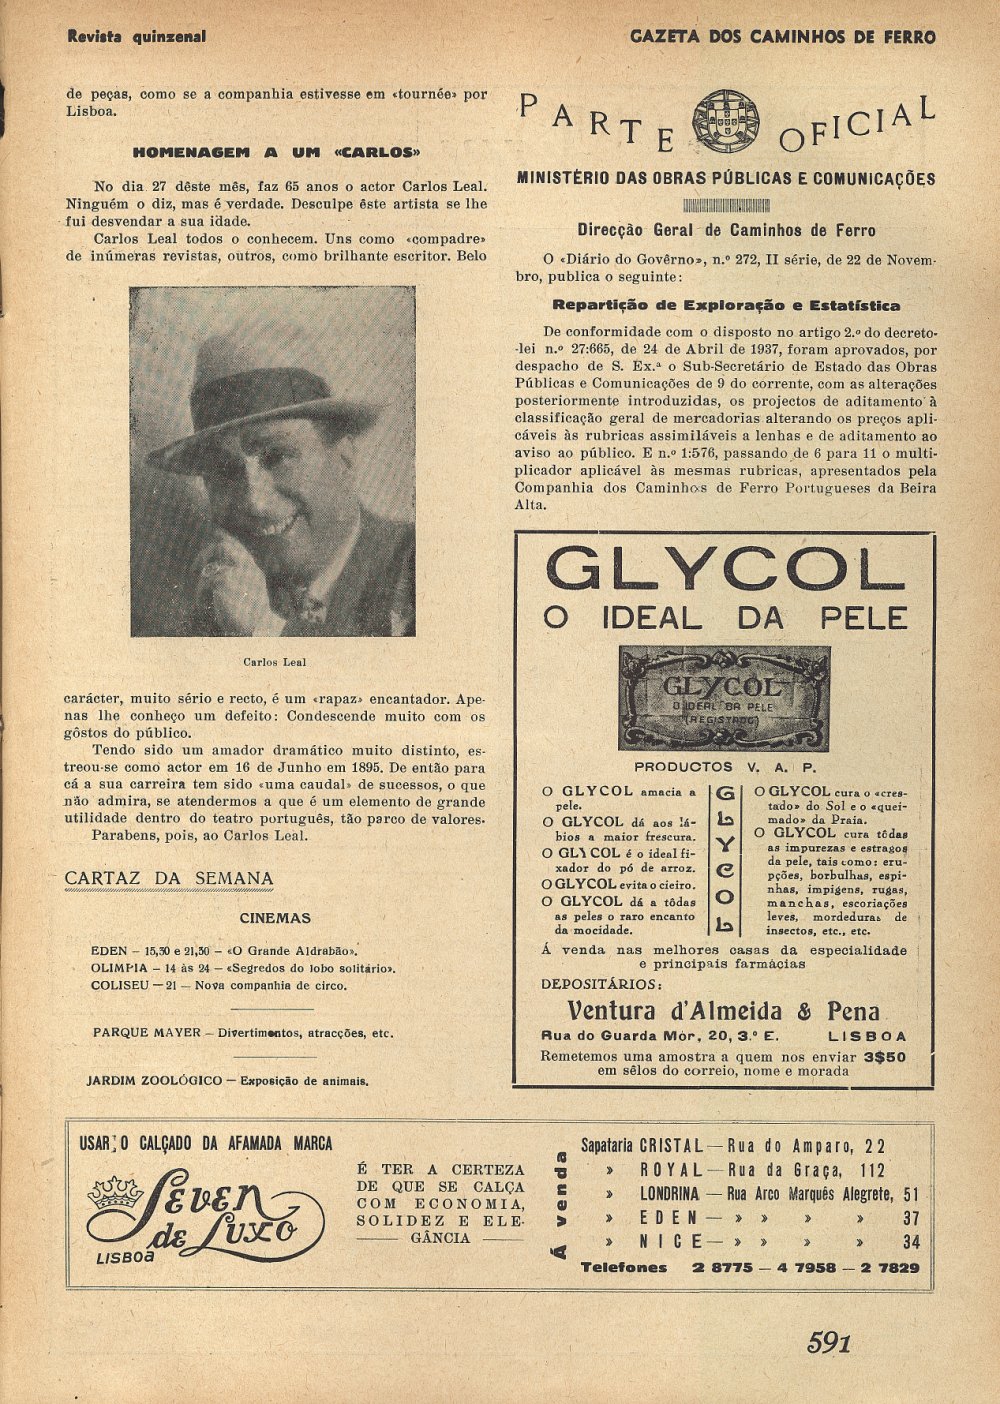 Revista quinzenal
GAZETA DOS CAMINHOS DE FERRO
de peças, como se a companhia estivesse em «tournée» por
Lisboa.
HOMENAGEM A UM «CARLOS»
No dia 27 dêste mês, faz 65 anos o actor Carlos Leal.
Ninguém o diz, mas é verdade. Desculpe êste artista se lhe
fui desvendar a sua idade.
Carlos Leal todos o conhecem. Uns como «compadre»
de inúmeras revistas, outros, como brilhante escritor. Belo
Carlos Leal
carácter, muito sério e recto, é um «rapaz» encantador. Ape-
nas lhe conheço um defeito: Condescende muito com os
gôstos do público.
Tendo sido um amador dramático muito distinto, es-
treou-se como actor em 16 de Junho em 1895. De então para
cá a sua carreira tem sido «uma caudal» de sucessos, o que
não admira, se atendermos a que é um elemento de grande
utilidade dentro do teatro português, tão parco de valores.
Parabens, pois, ao Carlos Leal.
CARTAZ DA SEMANA
CINEMAS
EDEN – 15,30 e 21,30 – «O Grande Aldrabão».
OLIMPIA – 14 às 24 – «Segredos do lobo solitário».
COLISEU – 21 – Nova companhia de circo.
PARQUE MAYER – Divertimentos, atracções, etc.
JARDIM ZOOLÓGICO – Exposição de animais.
PARTE OFICIAL
MINISTÉRIO DAS OBRAS PÚBLICAS E COMUNICAÇÕES
Direcção Geral de Caminhos de Ferro
O «Diário do Govêrno», n.º 272, II série, de 22 de Novem-
bro, publica o seguinte:
Repartição de Exploração e Estatística
De conformidade com o disposto no artigo 2.º do decreto-
-lei n.º 27:665, de 24 de Abril de 1937, foram aprovados, por
despacho de S. Ex.ª o Sub-Secretário de Estado das Obras
Públicas e Comunicações de 9 do corrente, com as alterações
posteriormente introduzidas, os projectos de aditamento à
classificação geral de mercadorias alterando os preços apli-
cáveis às rubricas assimiláveis a lenhas e de aditamento ao
aviso ao público. E n.º 1:576, passando de 6 para 11 o multi-
plicador aplicável às mesmas rubricas, apresentados pela
Companhia dos Caminhos de Ferro Portugueses da Beira
Alta.
GLYCOL
O IDEAL DA PELE
GLYCOL
O IDEAL DA PELE
(REGISTADO)
PRODUCTOS V. A. P.
O GLYCOL amacia a
pele.
O GLYCOL dá aos lá-
bios a maior frescura.
O GLYCOL é o ideal fi-
xador do pó de arroz.
O GLYCOL evita o cieiro.
O GLYCOL dá a tôdas
as peles o raro encanto
da mocidade.
GLYCOL
O GLYCOL cura o «cres-
tado» do Sol e o «quei-
mado» da Praia.
O GLYCOL cura tôdas
as impurezas e estragos
da pele, tais como: eru-
pções, borbulhas, espi-
nhas, impigens, rugas,
manchas, escoriações
leves, mordeduras de
insectos, etc., etc.
Á venda nas melhores casas da especialidade
e principais farmácias
DEPOSITÁRIOS:
Ventura d'Almeida & Pena
Rua do Guarda Mór, 20, 3.º E. LISBOA
Remetemos uma amostra a quem nos enviar 3$50
em sêlos do correio, nome e morada
USAR O CALÇADO DA AFAMADA MARCA
Seven de Luxo
LISBOA
É TER A CERTEZA
DE QUE SE CALÇA
COM ECONOMIA,
SOLIDEZ E ELE-
GÂNCIA
Á venda
Sapataria CRISTAL — Rua do Amparo, 22
» ROYAL — Rua da Graça, 112
» LONDRINA — Rua Arco Marquês Alegrete, 51
» EDEN — » » » » 37
» NICE — » » » » 34
Telefones 2 8775 — 4 7958 — 2 7829
591